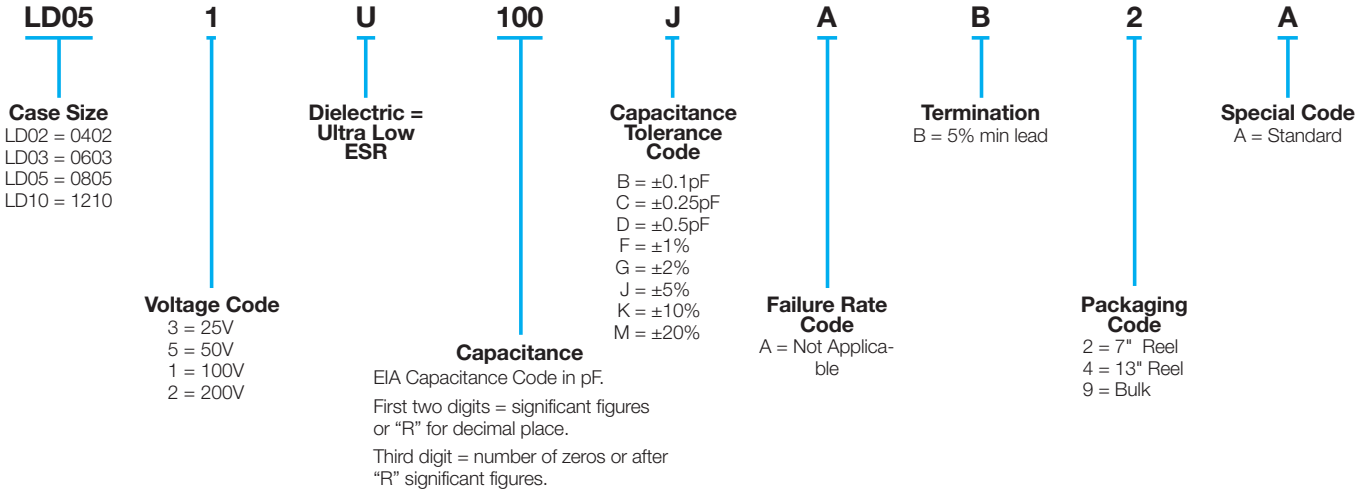 LD05 1 U 100 J A B 2 A
Case Size
LD02 = 0402
LD03 = 0603
LD05 = 0805
LD10 = 1210
Voltage Code
3 = 25V
5 = 50V
1 = 100V
2 = 200V
Dielectric =
Ultra Low
ESR
Capacitance
EIA Capacitance Code in pF.
First two digits = significant figures
or “R” for decimal place.
Third digit = number of zeros or after
“R” significant figures.
Capacitance
Tolerance
Code
B = ±0.1pF
C = ±0.25pF
D = ±0.5pF
F = ±1%
G = ±2%
J = ±5%
K = ±10%
M = ±20%
Failure Rate
Code
A = Not Applica-
ble
Termination
B = 5% min lead
Packaging
Code
2 = 7" Reel
4 = 13" Reel
9 = Bulk
Special Code
A = Standard